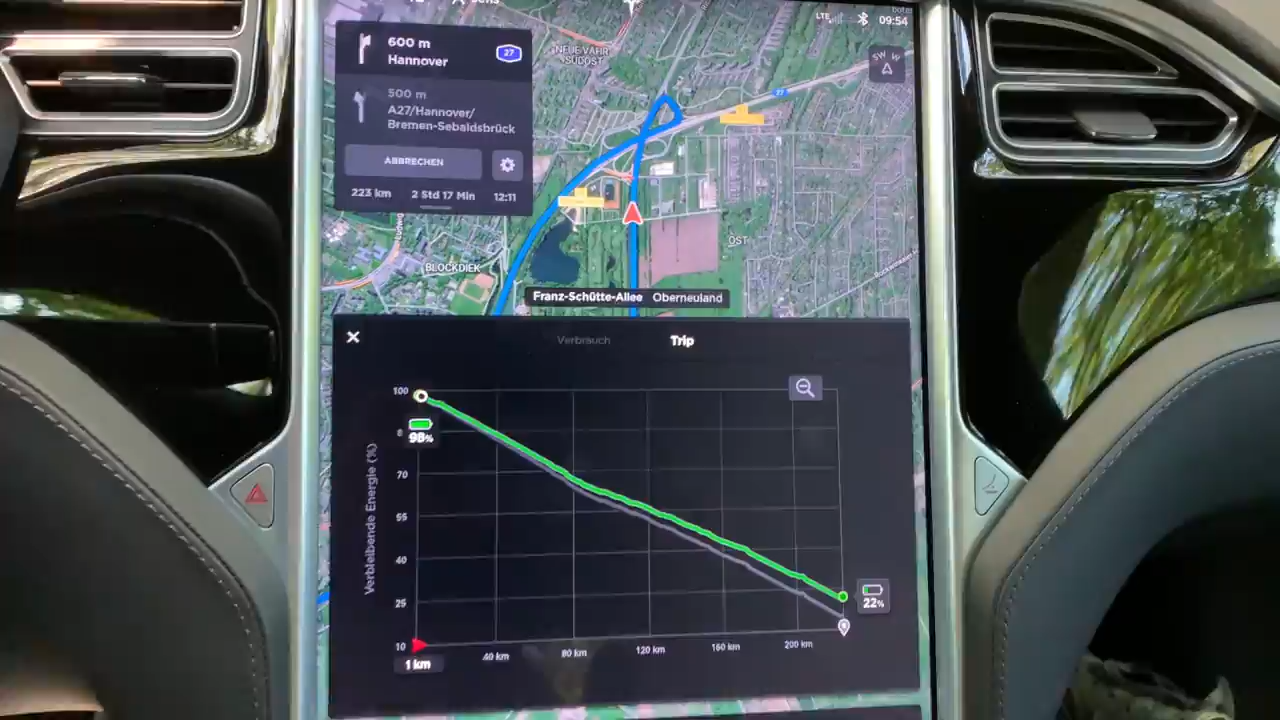 LTE
09:54
600 m
Hannover
27
500 m
A27/Hannover/
Bremen-Sebaldsbrück
ABBRECHEN
223 km 2 Std 17 Min 12:11
NEUE VAHR
SÜDOST
27
SW W
BLOCKDIEK
OST
Franz-Schütte-Allee Oberneuland
Verbrauch Trip
Verbleibende Energie (%)
100
98%
70
55
40
25
22%
10
1 km
40 km
80 km
120 km
160 km
200 km